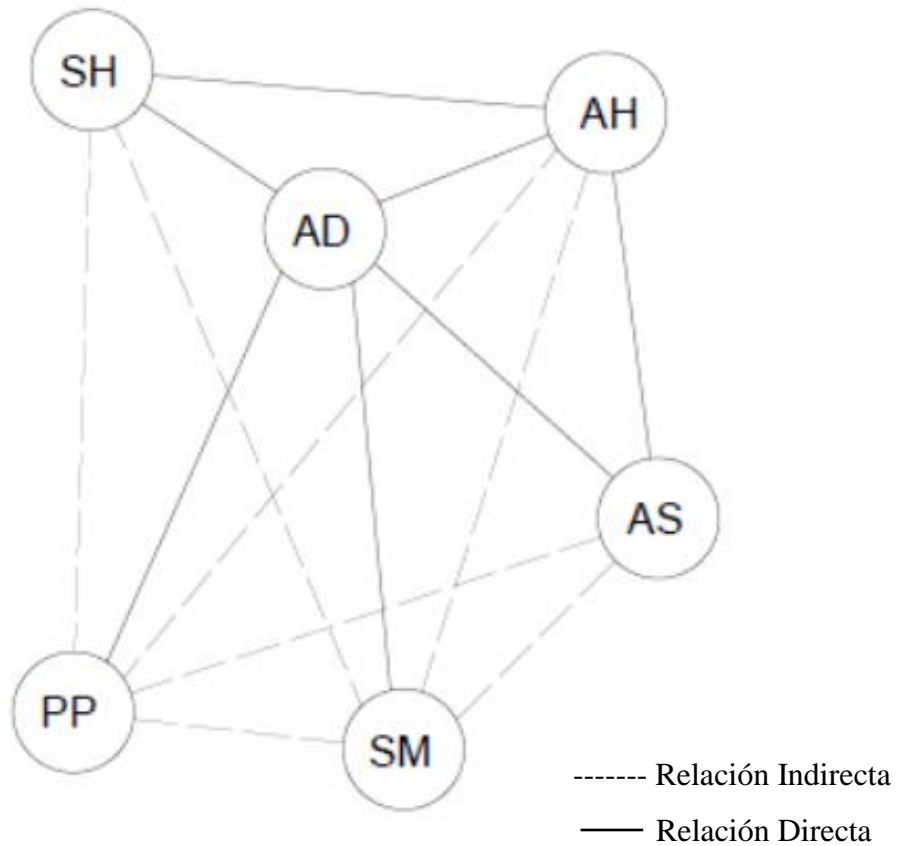 SH
AH
AD
AS
PP
SM
------- Relación Indirecta
—— Relación Directa